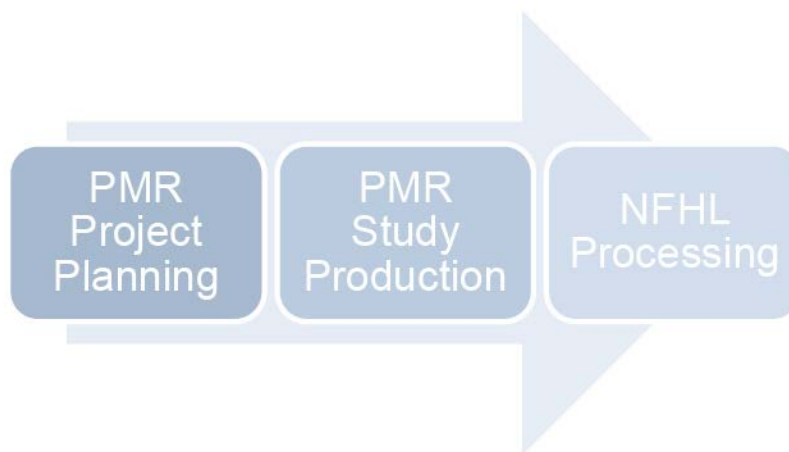 PMR
Project
Planning
PMR
Study
Production
NFHL
Processing